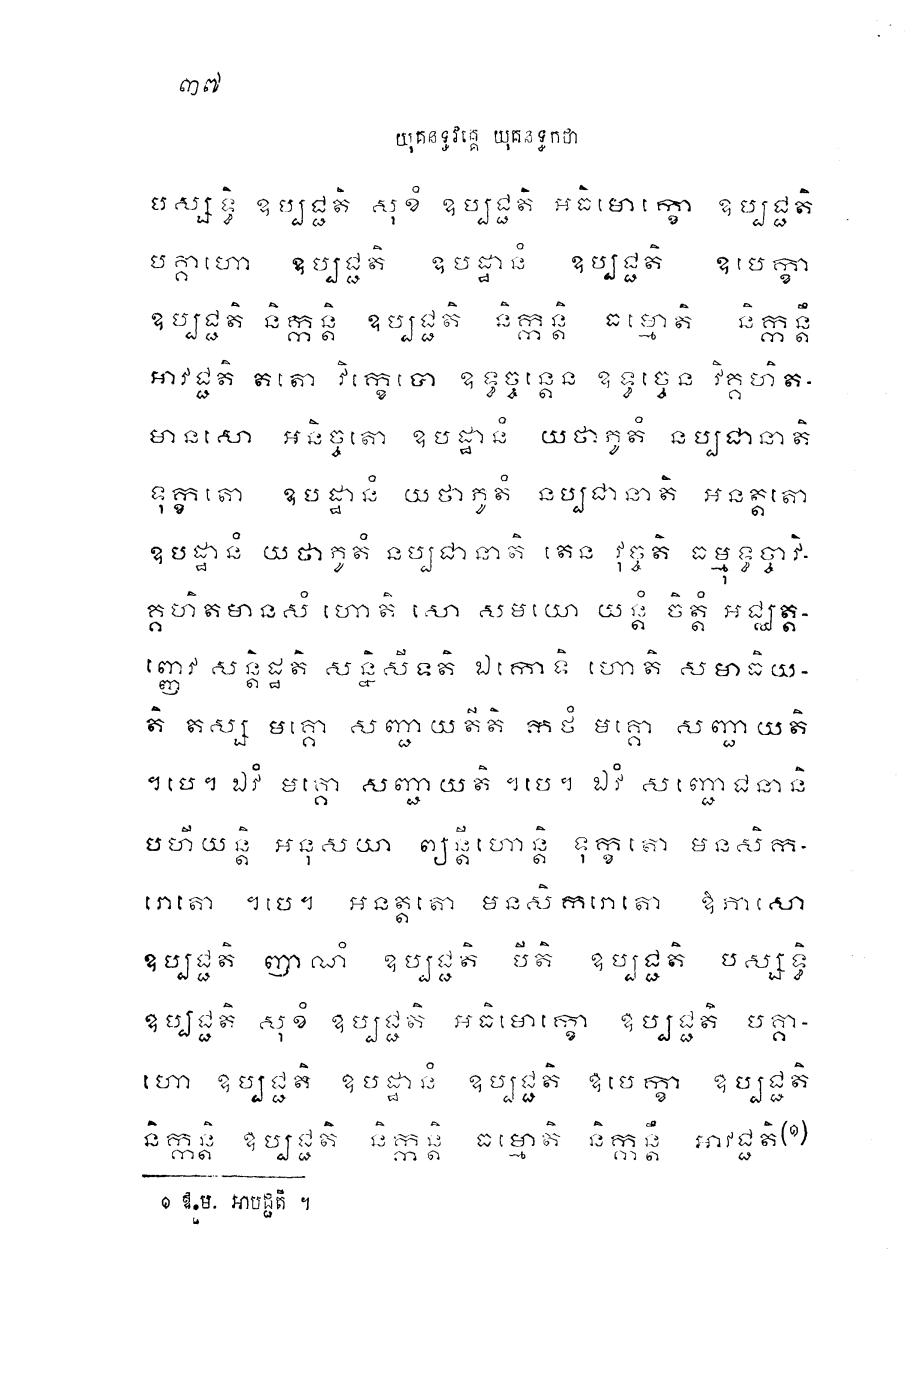 ៣៧
យុគនទ្ធវគ្គេ យុគនទ្ធកថា
បស្សទ្ធិ ឧប្បជ្ជតិ សុខំ ឧប្បជ្ជតិ អធិមោក្ខោ ឧប្បជ្ជតិ
បគ្គាហោ ឧប្បជ្ជតិ ឧបដ្ឋានំ ឧប្បជ្ជតិ ឧបេក្ខា
ឧប្បជ្ជតិ និក្កន្តិ ឧប្បជ្ជតិ និក្កន្តិ ធម្មោតិ និក្កន្តឹ
អាវជ្ជតិ តតោ វិក្ខេបោ ឧទ្ធច្ចន្តេន ឧទ្ធច្ចេន វិគ្គហិត-
មានសោ អនិច្ចតោ ឧបដ្ឋានំ យថាភូតំ នប្បជានាតិ
ទុក្ខតោ ឧបដ្ឋានំ យថាភូតំ នប្បជានាតិ អនត្តតោ
ឧបដ្ឋានំ យថាភូតំ នប្បជានាតិ តេន វុច្ចតិ ធម្មុទ្ធច្ចាវិ-
គ្គហិតមានសំ ហោតិ សោ សមយោ យន្តំ ចិត្តំ អជ្ឈត្ត-
ញ្ញេវ សន្តិដ្ឋតិ សន្និសីទតិ ឯកោទិ ហោតិ សមាធិយ-
តិ តស្ស មគ្គោ សញ្ជាយតីតិ កថំ មគ្គោ សញ្ជាយតិ
។បេ។ ឯវំ មគ្គោ សញ្ជាយតិ ។បេ។ ឯវំ សញ្ញោជនានិ
បហីយន្តិ អនុសយា ព្យន្តីហោន្តិ ទុក្ខតោ មនសិក-
រោតោ ។បេ។ អនត្តតោ មនសិការោតោ ឱភាសោ
ឧប្បជ្ជតិ ញាណំ ឧប្បជ្ជតិ បីតិ ឧប្បជ្ជតិ បស្សទ្ធិ
ឧប្បជ្ជតិ សុខំ ឧប្បជ្ជតិ អធិមោក្ខោ ឧប្បជ្ជតិ បគ្គា-
ហោ ឧប្បជ្ជតិ ឧបដ្ឋានំ ឧប្បជ្ជតិ ឧបេក្ខា ឧប្បជ្ជតិ
និក្កន្តិ ឧប្បជ្ជតិ និក្កន្តិ ធម្មោតិ និក្កន្តឹ អាវជ្ជតិ(១)
១ ឱ.ម. អាបជ្ជតិ ។